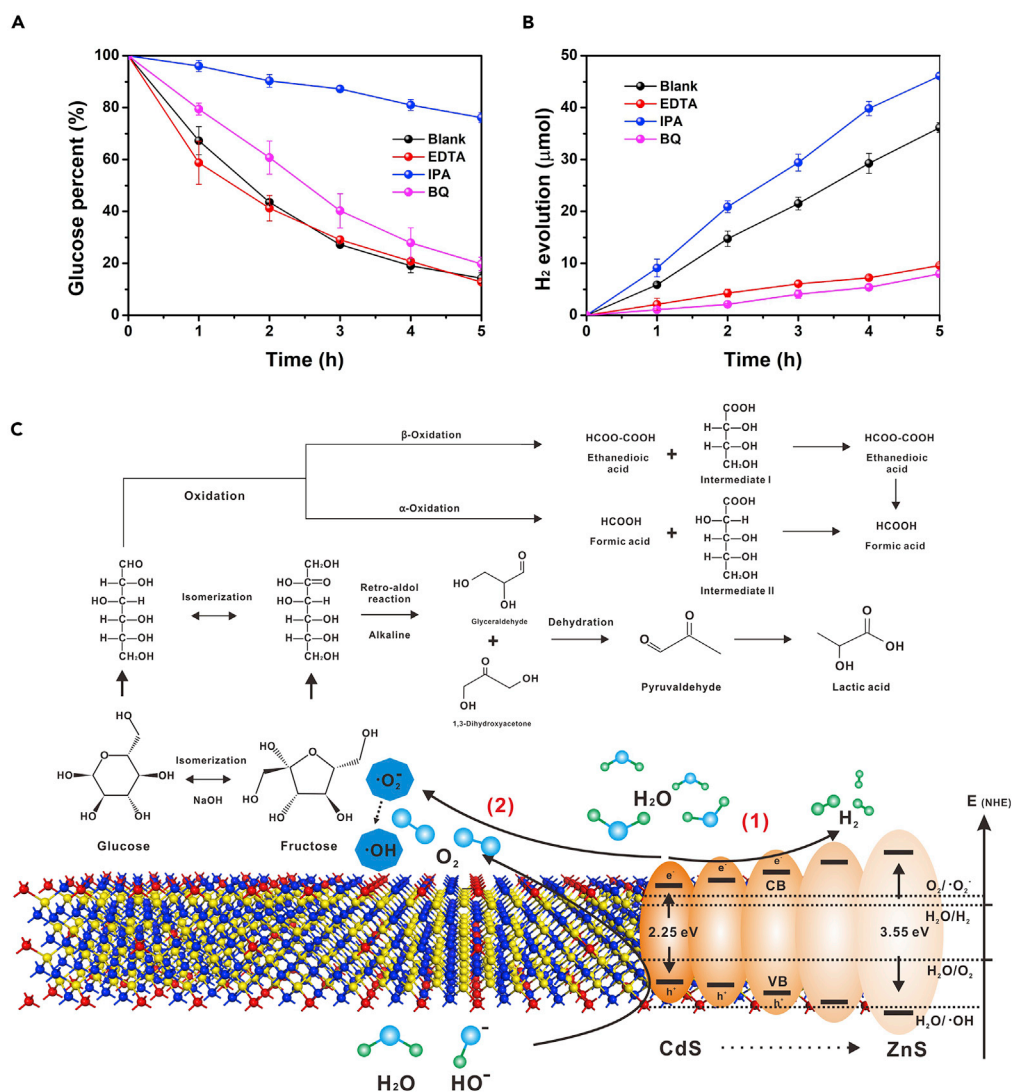 A
Glucose percent (%)
100
80
60
40
20
0
Blank
EDTA
IPA
BQ
0 1 2 3 4 5
Time (h)
B
H₂ evolution (μmol)
50
40
30
20
10
0
Blank
EDTA
IPA
BQ
0 1 2 3 4 5
Time (h)
C
β-Oxidation
Oxidation
α-Oxidation
HCOO-COOH
Ethanedioic
acid
+
COOH
H-C-OH
H-C-OH
H-C-OH
CH₂OH
Intermediate I
HCOO-COOH
Ethanedioic
acid
HCOOH
Formic acid
+
COOH
HO-C-H
H-C-OH
H-C-OH
CH₂OH
Intermediate II
HCOOH
Formic acid
CHO
H-C-OH
HO-C-H
H-C-OH
H-C-OH
CH₂OH
Isomerization
CH₂OH
HO-C=O
HO-C-H
H-C-OH
H-C-OH
CH₂OH
Retro-aldol
reaction
Alkaline
HO
O
OH
Glyceraldehyde
+
O
OH
OH
1,3-Dihydroxyacetone
Dehydration
O
O
Pyruvaldehyde
O
OH
OH
Lactic acid
HO
O
HO
OH
HO
OH
OH
Glucose
Isomerization
NaOH
OH
HO
O
HO
HO
OH
Fructose
·O₂⁻
·OH
O₂
(2)
H₂O
(1)
H₂
E (NHE)
e⁻ e⁻ e⁻
CB
O₂/·O₂⁻
H₂O/H₂
2.25 eV
3.55 eV
H₂O/O₂
VB
h⁺ h⁺ h⁺
H₂O/·OH
CdS
ZnS
H₂O
HO⁻